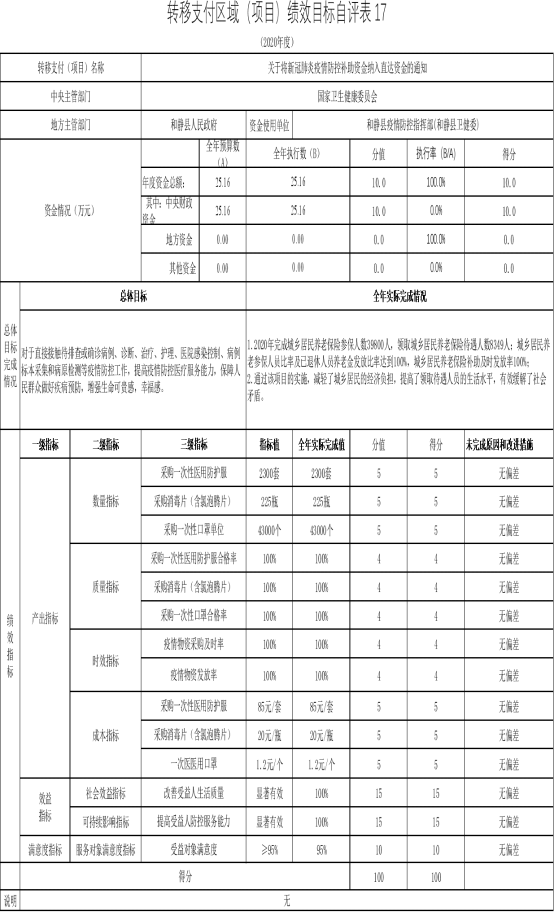 转移支付区域（项目）绩效目标自评表 17
（2020年度）
转移支付（项目）名称 关于将新冠肺炎疫情防控补助资金纳入直达资金的通知
中央主管部门 国家卫生健康委员会
地方主管部门 和静县人民政府 资金使用单位 和静县疫情防控指挥部(和静县卫健委)
资金情况（万元） 全年预算数（A） 全年执行数（B） 分值 执行率（B/A） 得分
年度资金总额： 25.16 25.16 10.0 100.0% 10.0
其中：中央财政资金 25.16 25.16 10.0 0.0% 10.0
地方资金 0.00 0.00 0.0 100.0% 0.0
其他资金 0.00 0.00 0.0 0.0% 0.0
总体目标完成情况 总体目标 全年实际完成情况
对于直接接触待排查或确诊病例、诊断、治疗、护理、医院感染控制、病例
标本采集和病原检测等疫情防控工作，提高疫情防控医疗服务能力，保障人
民群众做好疾病预防，增强生命可贵感，幸福感。
1.2020年完成城乡居民养老保险参保人数39800人，领取城乡居民养老保险待遇人数8349人；城乡居民养
老参保人员比率及已退休人员养老金发放比率达到100%，城乡居民养老保险补助及时发放率100%；
2.通过该项目的实施，减轻了城乡居民的经济负担，提高了领取待遇人员的生活水平，有效缓解了社会
矛盾。
绩效指标 一级指标 二级指标 三级指标 指标值 全年实际完成值 分值 得分 未完成原因和改进措施
产出指标 数量指标 采购一次性医用防护服 2300套 2300套 5 5 无偏差
采购消毒片（含氯泡腾片） 225瓶 225瓶 5 5 无偏差
采购一次性口罩单位 43000个 43000个 5 5 无偏差
质量指标 采购一次性医用防护服合格率 100% 100% 4 4 无偏差
采购消毒片（含氯泡腾片） 100% 100% 4 4 无偏差
采购一次性口罩合格率 100% 100% 4 4 无偏差
时效指标 疫情物资采购及时率 100% 100% 4 4 无偏差
疫情物资发放率 100% 100% 4 4 无偏差
成本指标 采购一次性医用防护服 85元/套 85元/套 5 5 无偏差
采购消毒片（含氯泡腾片） 20元/瓶 20元/瓶 5 5 无偏差
一次医医用口罩 1.2元/个 1.2元/个 5 5 无偏差
效益指标 社会效益指标 改善受益人生活质量 显著有效 100% 15 15 无偏差
可持续影响指标 提高受益人防控服务能力 显著有效 100% 15 15 无偏差
满意度指标 服务对象满意度指标 受益对象满意度 ≥95% 95% 10 10 无偏差
得分 100 100
说明 无